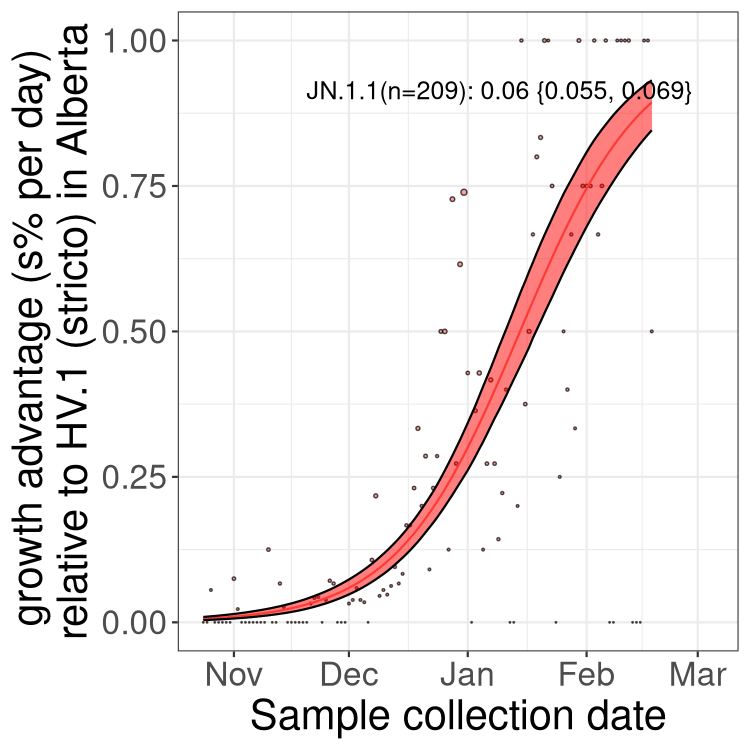 growth advantage (s% per day)
relative to HV.1 (stricto) in Alberta
1.00
0.75
0.50
0.25
0.00
JN.1.1(n=209): 0.06 {0.055, 0.069}
Nov Dec Jan Feb Mar
Sample collection date